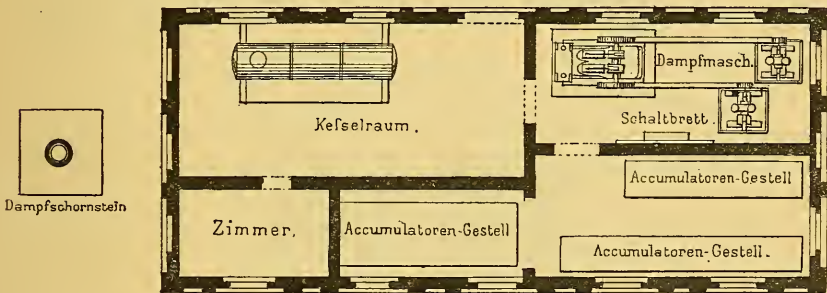 Dampfmasch.
Kesselraum.
Schaltbrett.
Accumulatoren-Gestell
Dampfschornstein
Zimmer.
Accumulatoren-Gestell
Accumulatoren-Gestell.